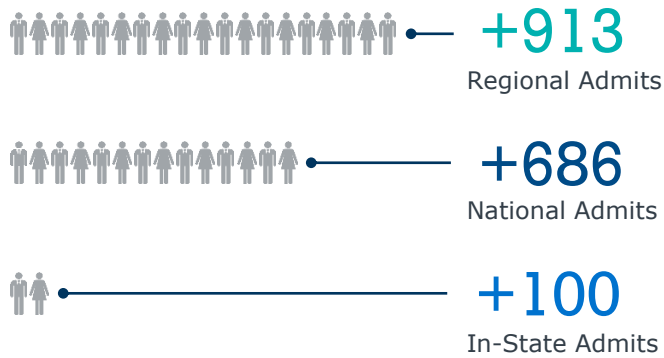 +913
Regional Admits
+686
National Admits
+100
In-State Admits